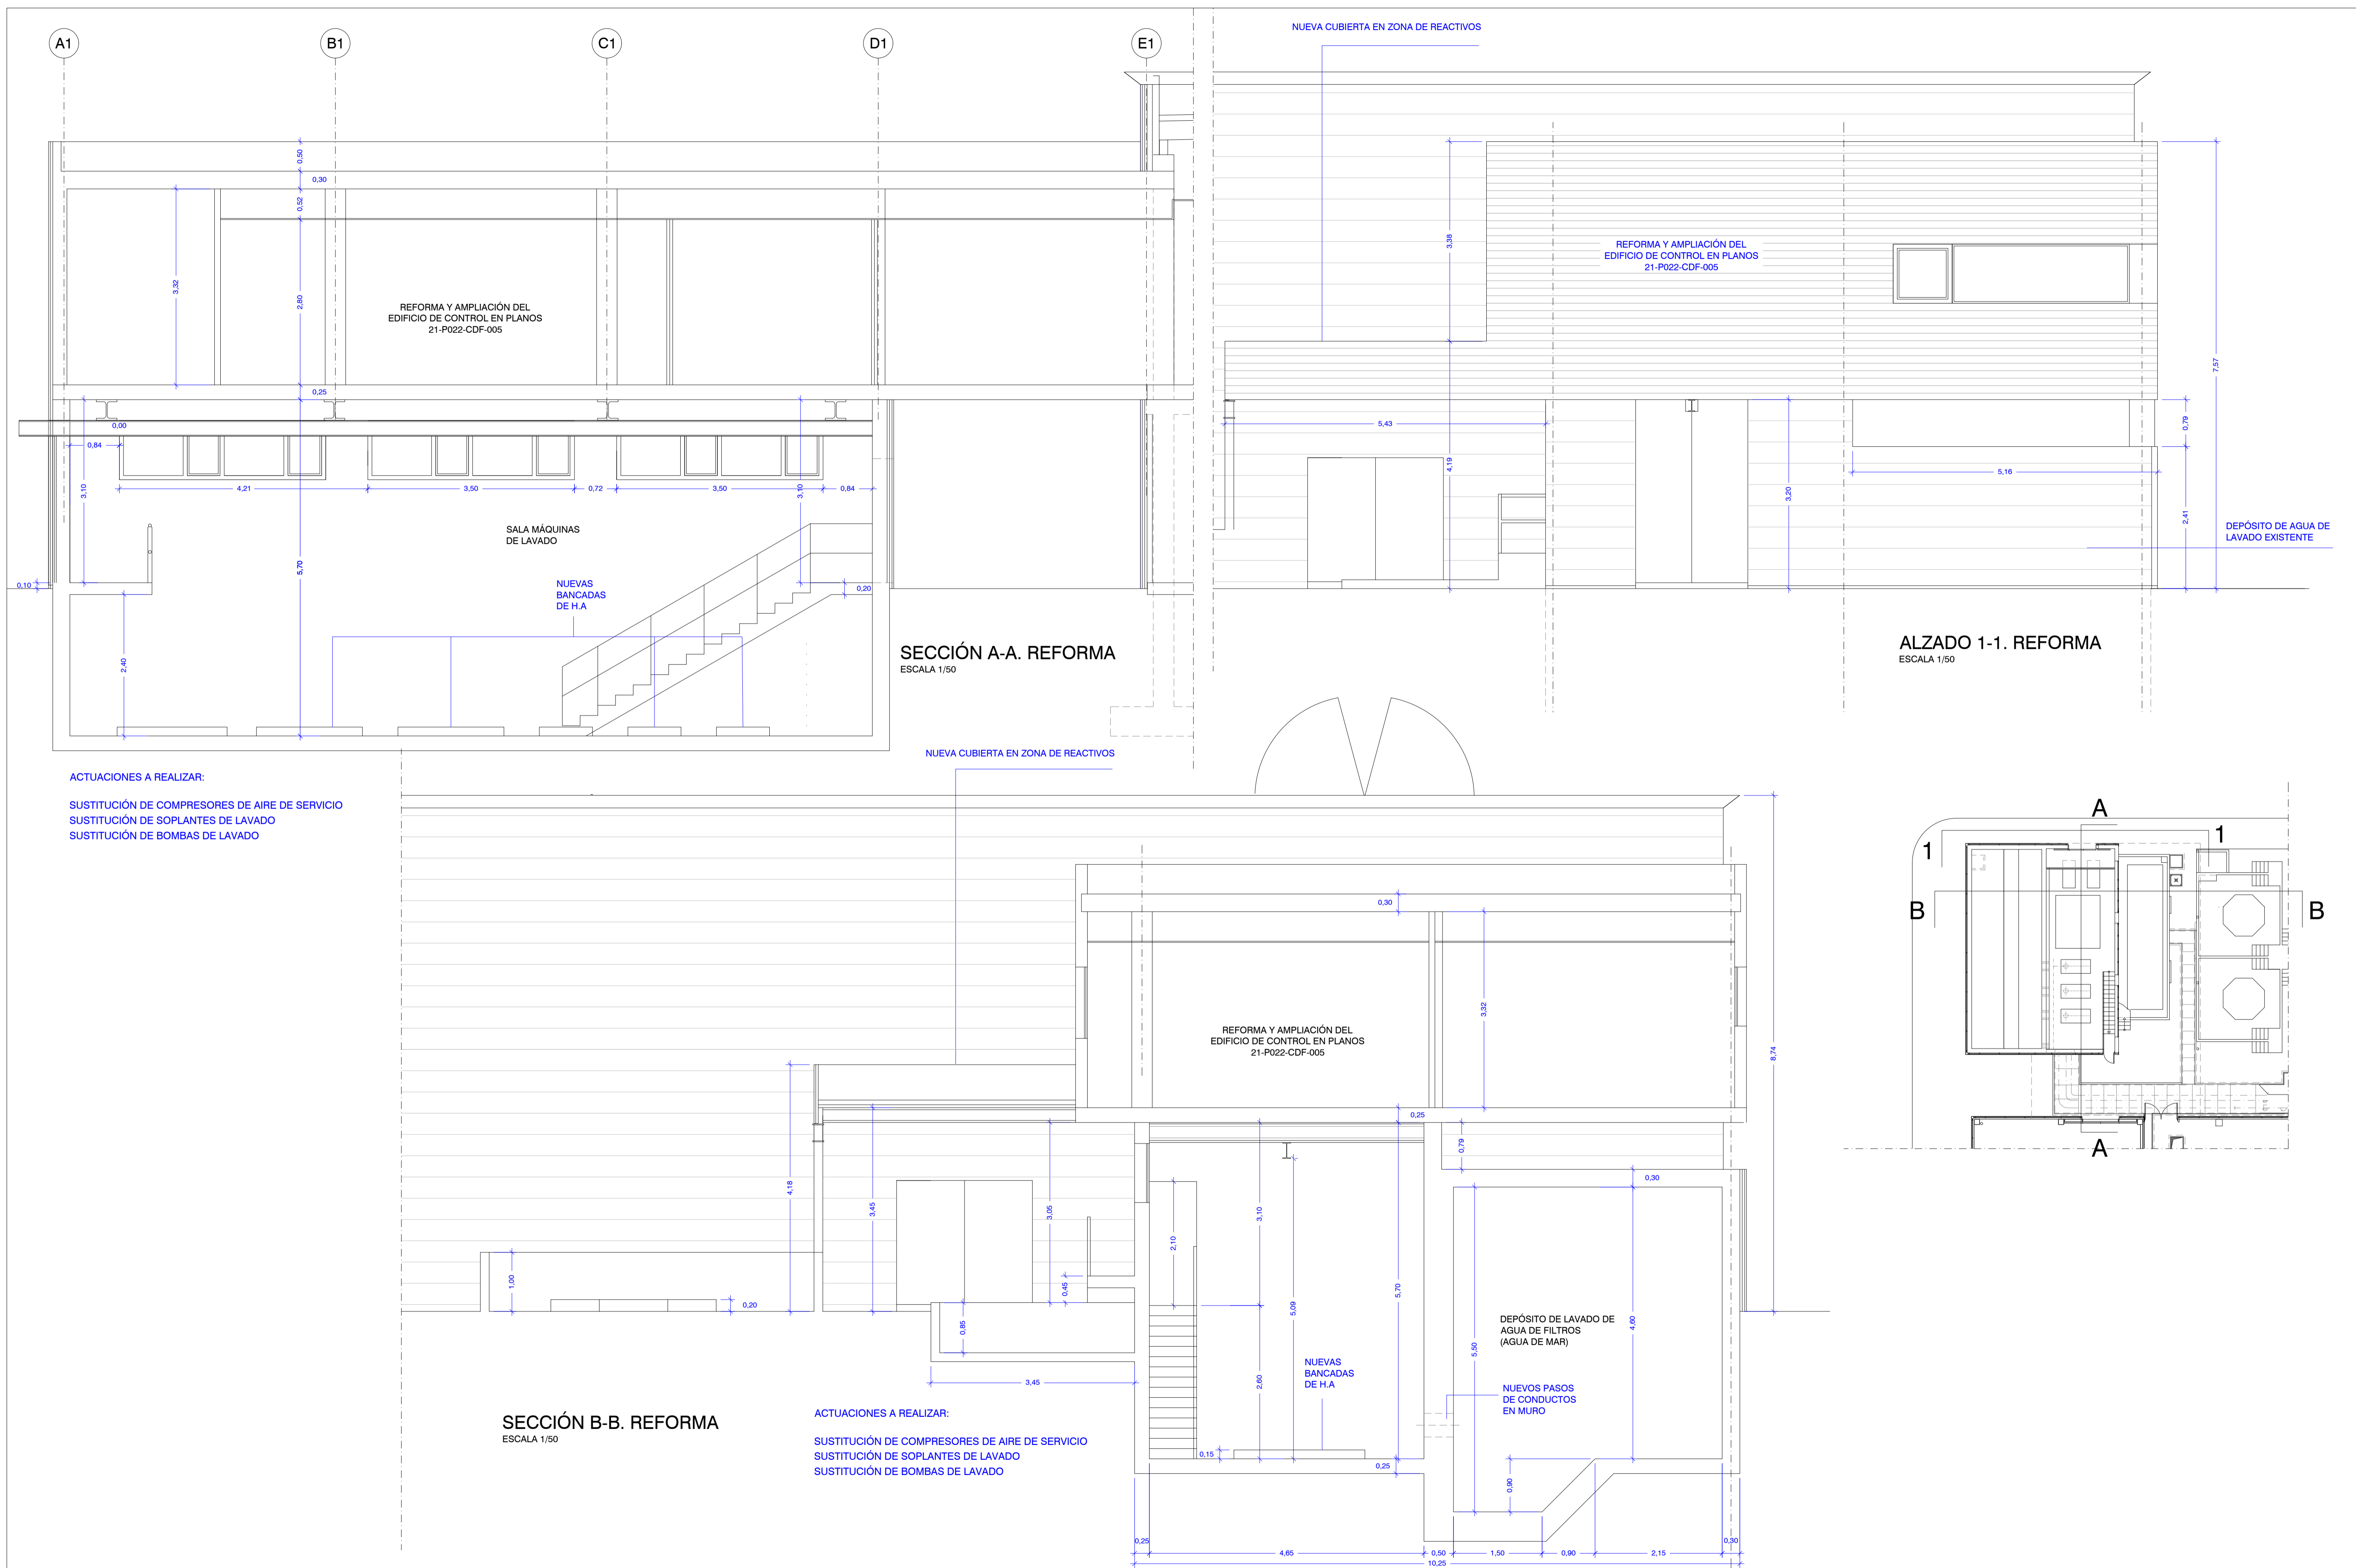 A1
B1
C1
D1
E1
0,50
0,30
0,52
3,32
2,80
REFORMA Y AMPLIACIÓN DEL
EDIFICIO DE CONTROL EN PLANOS
21-P022-CDF-005
0,25
0,00
0,84
3,10
4,21
3,50
0,72
3,50
3,10
0,84
SALA MÁQUINAS
DE LAVADO
5,70
0,10
NUEVAS
BANCADAS
DE H.A
0,20
2,40
SECCIÓN A-A. REFORMA
ESCALA 1/50
NUEVA CUBIERTA EN ZONA DE REACTIVOS
3,38
REFORMA Y AMPLIACIÓN DEL
EDIFICIO DE CONTROL EN PLANOS
21-P022-CDF-005
7,57
5,43
4,19
0,79
5,16
3,20
2,41
DEPÓSITO DE AGUA DE
LAVADO EXISTENTE
ALZADO 1-1. REFORMA
ESCALA 1/50
ACTUACIONES A REALIZAR:
SUSTITUCIÓN DE COMPRESORES DE AIRE DE SERVICIO
SUSTITUCIÓN DE SOPLANTES DE LAVADO
SUSTITUCIÓN DE BOMBAS DE LAVADO
NUEVA CUBIERTA EN ZONA DE REACTIVOS
0,30
3,32
REFORMA Y AMPLIACIÓN DEL
EDIFICIO DE CONTROL EN PLANOS
21-P022-CDF-005
8,74
0,25
0,79
0,30
4,18
3,45
3,05
2,10
3,10
0,45
1,00
0,20
0,85
5,09
5,70
DEPÓSITO DE LAVADO DE
AGUA DE FILTROS
(AGUA DE MAR)
4,60
5,50
3,45
2,60
NUEVAS
BANCADAS
DE H.A
NUEVOS PASOS
DE CONDUCTOS
EN MURO
0,15
0,25
0,90
0,25
4,65
0,50
1,50
0,90
2,15
0,30
10,25
SECCIÓN B-B. REFORMA
ESCALA 1/50
ACTUACIONES A REALIZAR:
SUSTITUCIÓN DE COMPRESORES DE AIRE DE SERVICIO
SUSTITUCIÓN DE SOPLANTES DE LAVADO
SUSTITUCIÓN DE BOMBAS DE LAVADO
A
1
1
B
B
A